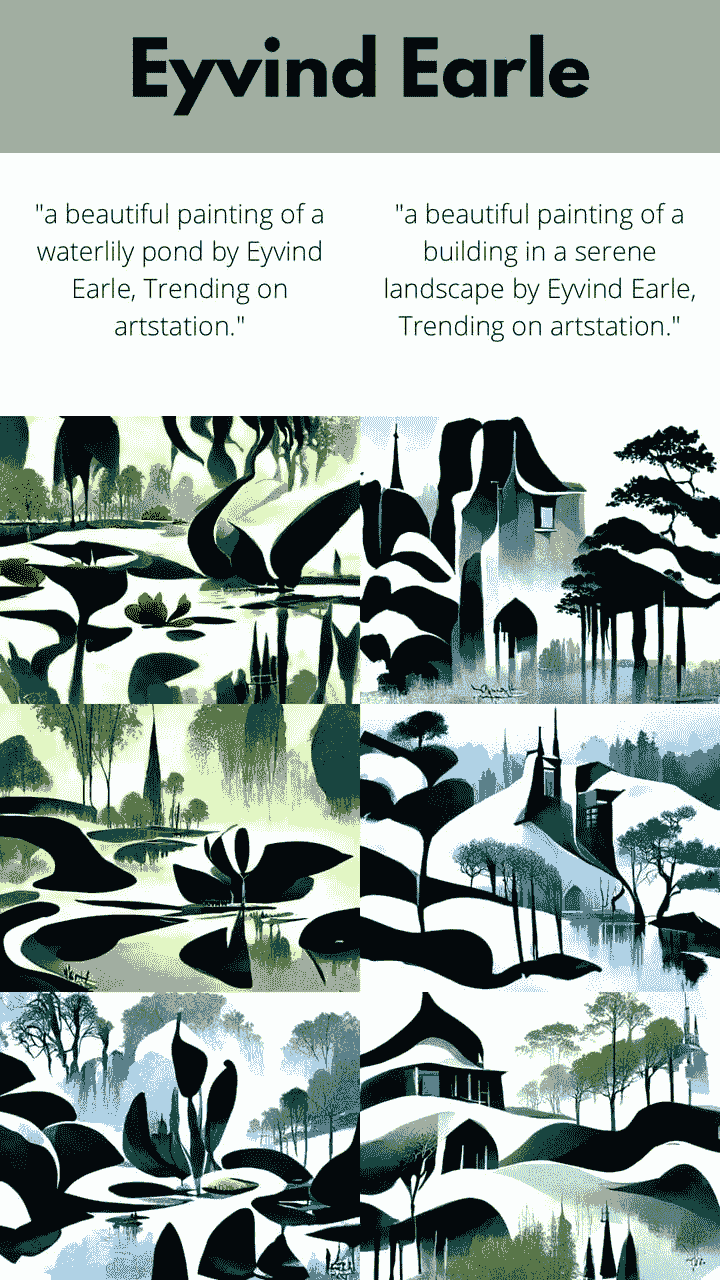 Eyvind Earle
"a beautiful painting of a
waterlily pond by Eyvind
Earle, Trending on
artstation."
"a beautiful painting of a
building in a serene
landscape by Eyvind Earle,
Trending on artstation."